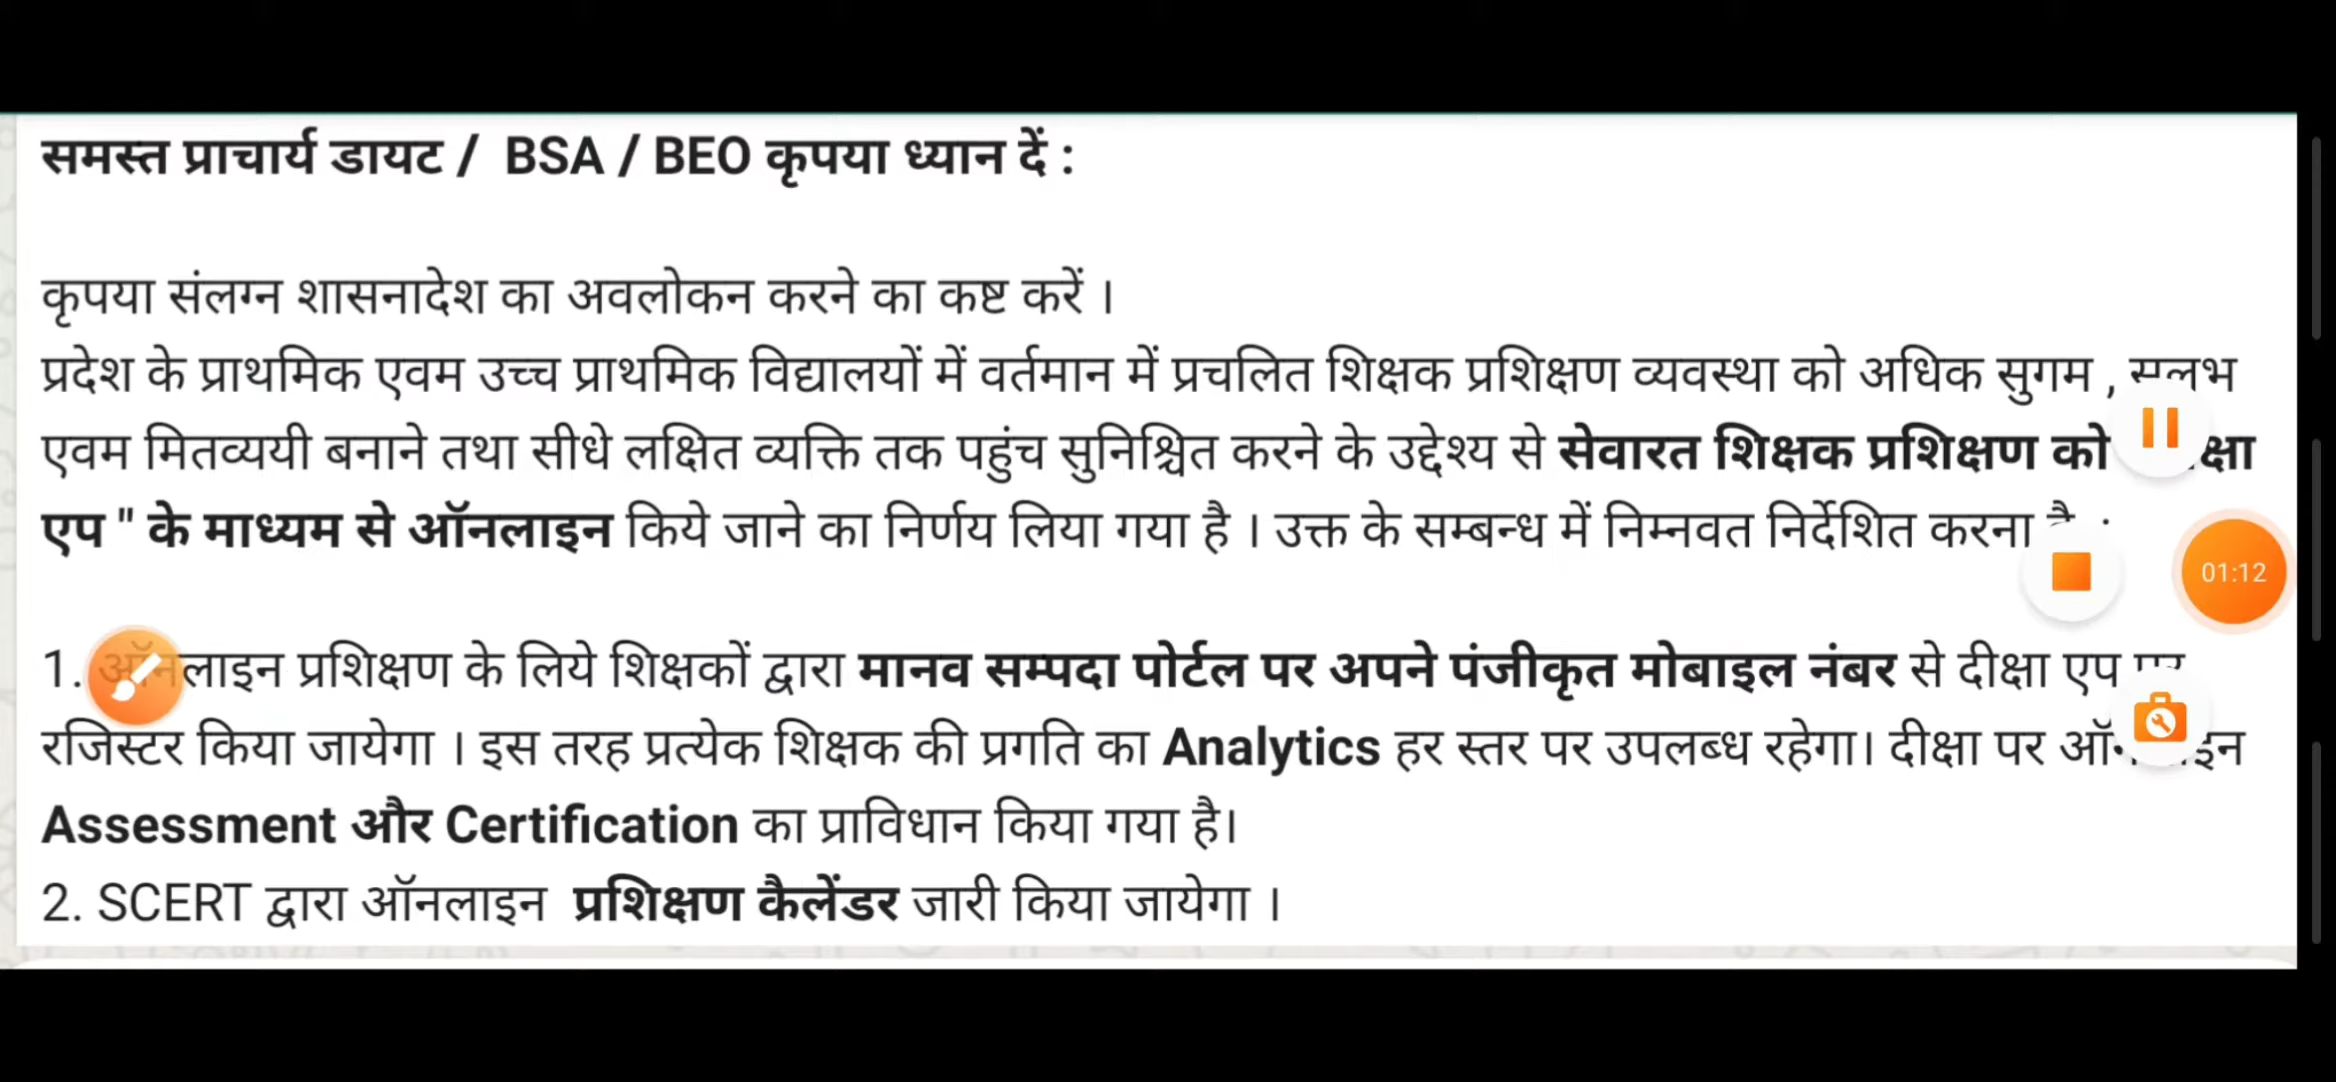 समस्त प्राचार्य डायट / BSA / BEO कृपया ध्यान दें :
कृपया संलग्न शासनादेश का अवलोकन करने का कष्ट करें ।
प्रदेश के प्राथमिक एवम उच्च प्राथमिक विद्यालयों में वर्तमान में प्रचलित शिक्षक प्रशिक्षण व्यवस्था को अधिक सुगम , सुलभ
एवम मितव्ययी बनाने तथा सीधे लक्षित व्यक्ति तक पहुंच सुनिश्चित करने के उद्देश्य से सेवारत शिक्षक प्रशिक्षण को
एप " के माध्यम से ऑनलाइन किये जाने का निर्णय लिया गया है । उक्त के सम्बन्ध में निम्नवत निर्देशित करना है :
01:12
1. ऑनलाइन प्रशिक्षण के लिये शिक्षकों द्वारा मानव सम्पदा पोर्टल पर अपने पंजीकृत मोबाइल नंबर से दीक्षा एप पर
रजिस्टर किया जायेगा । इस तरह प्रत्येक शिक्षक की प्रगति का Analytics हर स्तर पर उपलब्ध रहेगा। दीक्षा पर ऑनलाइन
Assessment और Certification का प्राविधान किया गया है।
2. SCERT द्वारा ऑनलाइन प्रशिक्षण कैलेंडर जारी किया जायेगा ।